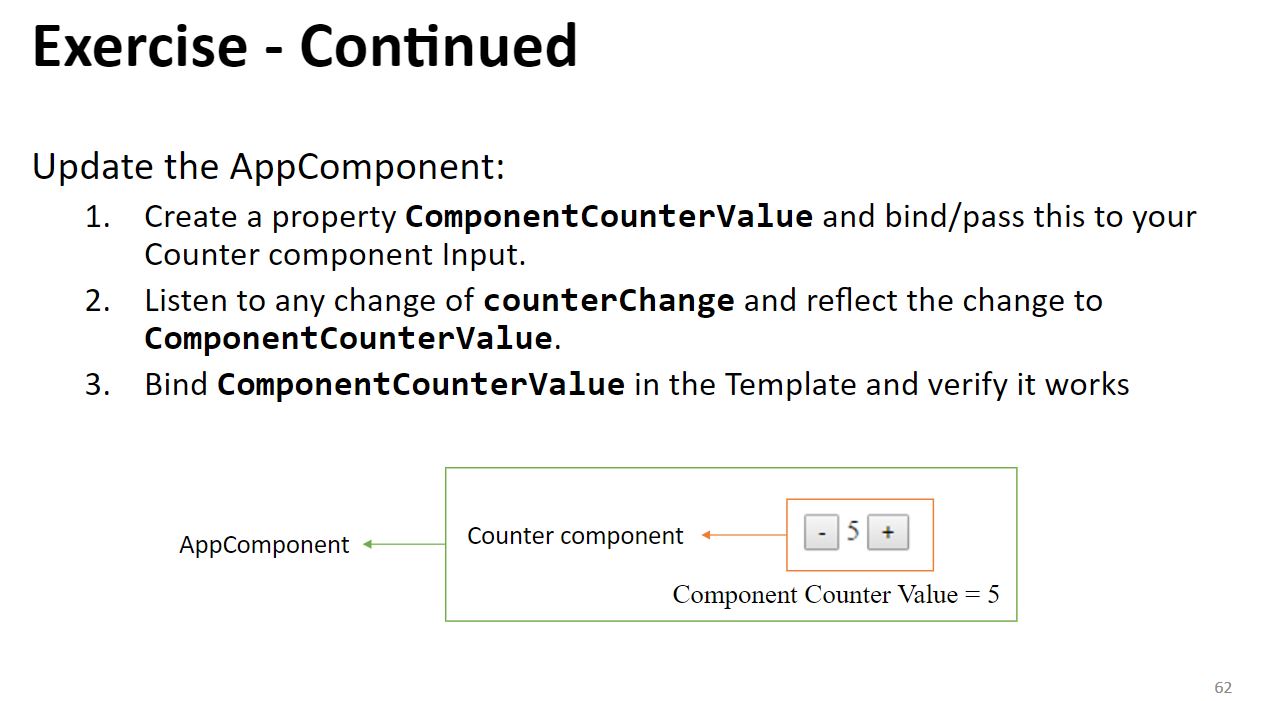 Exercise - Continued
Update the AppComponent:
1. Create a property ComponentCounterValue and bind/pass this to your
Counter component Input.
2. Listen to any change of counterChange and reflect the change to
ComponentCounterValue.
3. Bind ComponentCounterValue in the Template and verify it works
AppComponent
Counter component
- 5 +
Component Counter Value = 5
62